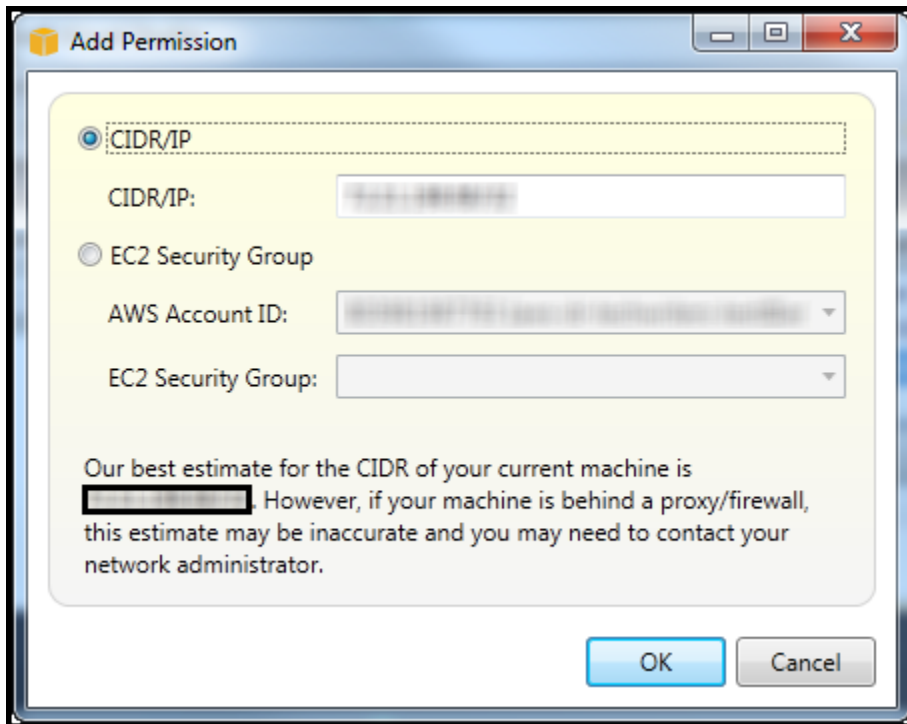 Add Permission
CIDR/IP
CIDR/IP:
EC2 Security Group
AWS Account ID:
EC2 Security Group:
Our best estimate for the CIDR of your current machine is
. However, if your machine is behind a proxy/firewall,
this estimate may be inaccurate and you may need to contact your
network administrator.
OK
Cancel